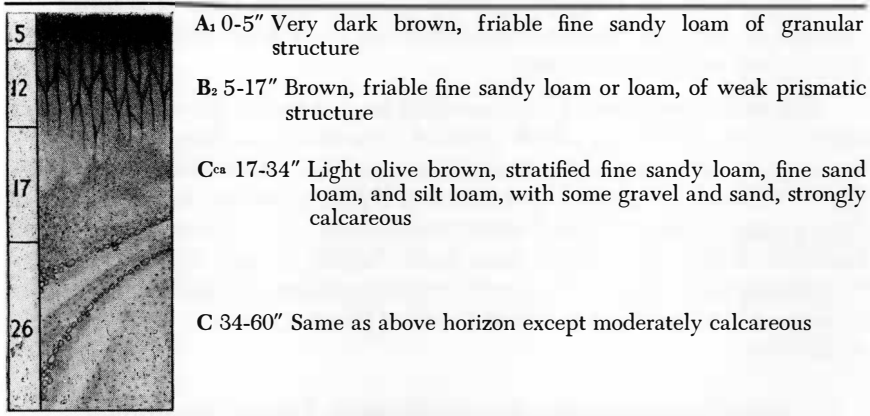 5
A₁ 0-5″ Very dark brown, friable fine sandy loam of granular
structure
12
B₂ 5-17″ Brown, friable fine sandy loam or loam, of weak prismatic
structure
17
Cca 17-34″ Light olive brown, stratified fine sandy loam, fine sand
loam, and silt loam, with some gravel and sand, strongly
calcareous
26
C 34-60″ Same as above horizon except moderately calcareous